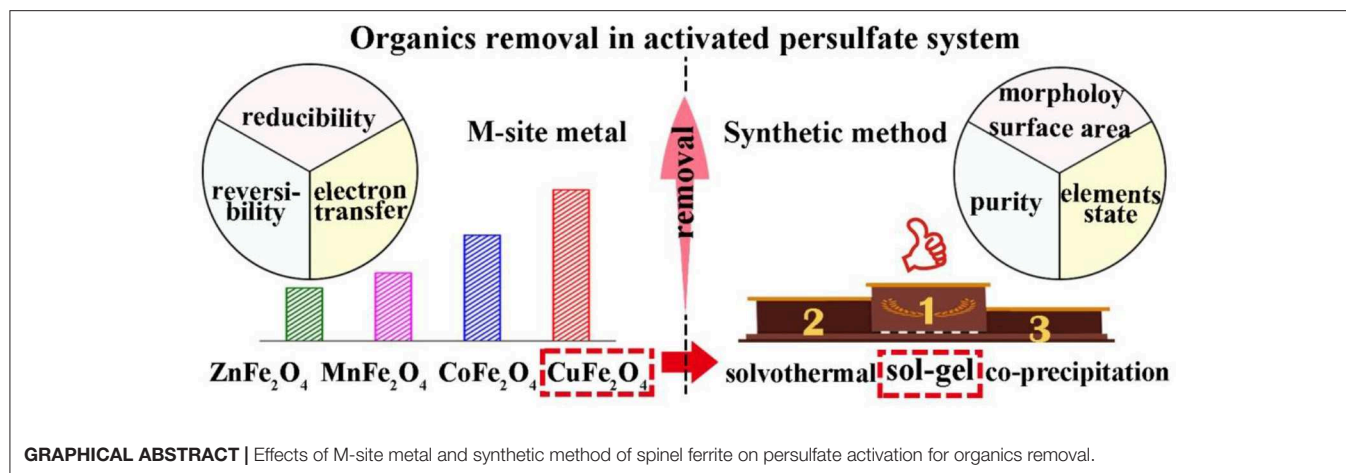 Organics removal in activated persulfate system
reducibility
reversi-
bility
electron
transfer
M-site metal
removal
Synthetic method
morpholoy
surface area
purity
elements
state
2
1
3
ZnFe₂O₄ MnFe₂O₄ CoFe₂O₄ CuFe₂O₄
solvothermal sol-gel co-precipitation
GRAPHICAL ABSTRACT | Effects of M-site metal and synthetic method of spinel ferrite on persulfate activation for organics removal.